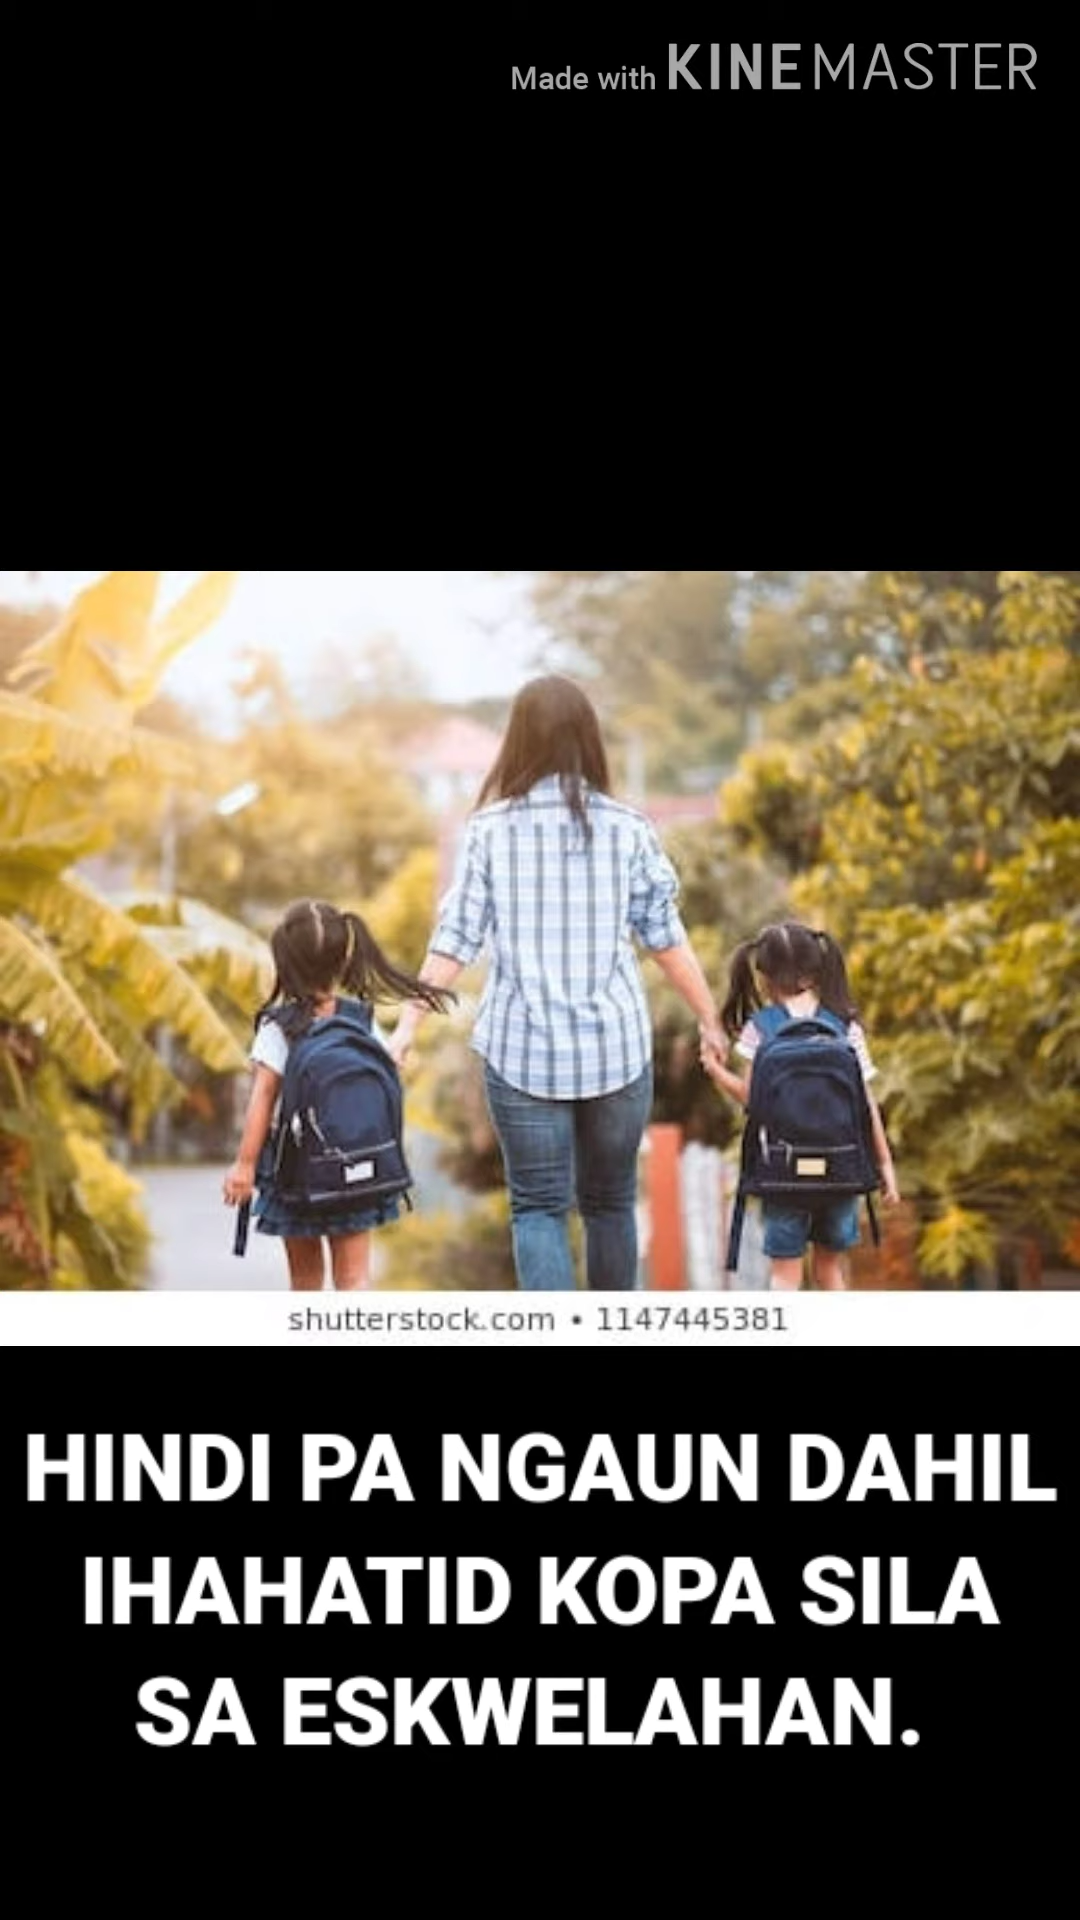 Made with KINEMASTER
shutterstock.com • 1147445381
HINDI PA NGAUN DAHIL
IHAHATID KOPA SILA
SA ESKWELAHAN.